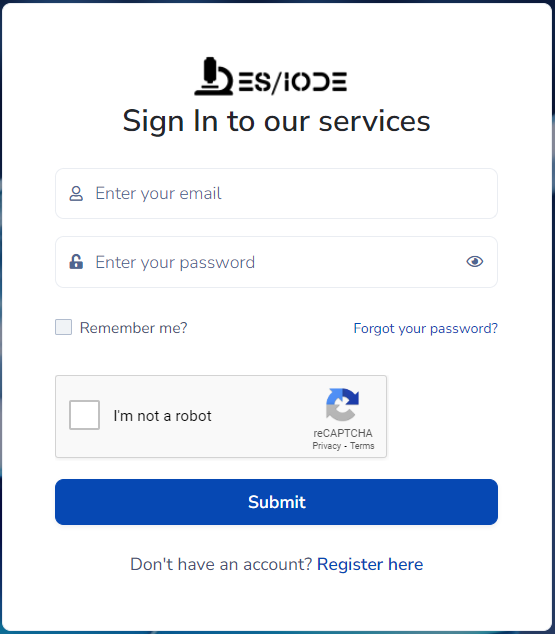 ES/iODE
Sign In to our services
Enter your email
Enter your password
Remember me?
Forgot your password?
I'm not a robot
reCAPTCHA
Privacy - Terms
Submit
Don't have an account? Register here